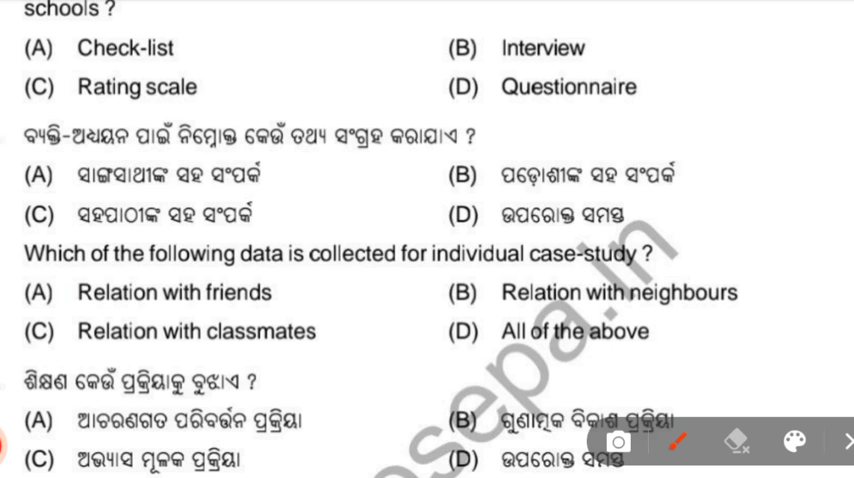 schools ?
(A) Check-list (B) Interview
(C) Rating scale (D) Questionnaire
ବ୍ୟକ୍ତି-ଅଧ୍ୟୟନ ପାଇଁ ନିମ୍ନୋକ୍ତ କେଉଁ ତଥ୍ୟ ସଂଗ୍ରହ କରାଯାଏ ?
(A) ସାଙ୍ଗସାଥୀଙ୍କ ସହ ସଂପର୍କ (B) ପଡ଼ୋଶୀଙ୍କ ସହ ସଂପର୍କ
(C) ସହପାଠୀଙ୍କ ସହ ସଂପର୍କ (D) ଉପରୋକ୍ତ ସମସ୍ତ
Which of the following data is collected for individual case-study ?
(A) Relation with friends (B) Relation with neighbours
(C) Relation with classmates (D) All of the above
ଶିକ୍ଷଣ କେଉଁ ପ୍ରକ୍ରିୟାକୁ ବୁଝାଏ ?
(A) ଆଚରଣଗତ ପରିବର୍ତ୍ତନ ପ୍ରକ୍ରିୟା (B) ଗୁଣାତ୍ମକ ବିକାଶ ପ୍ରକ୍ରିୟା
(C) ଅଭ୍ୟାସ ମୂଳକ ପ୍ରକ୍ରିୟା (D) ଉପରୋକ୍ତ ସମସ୍ତ
osepa.in